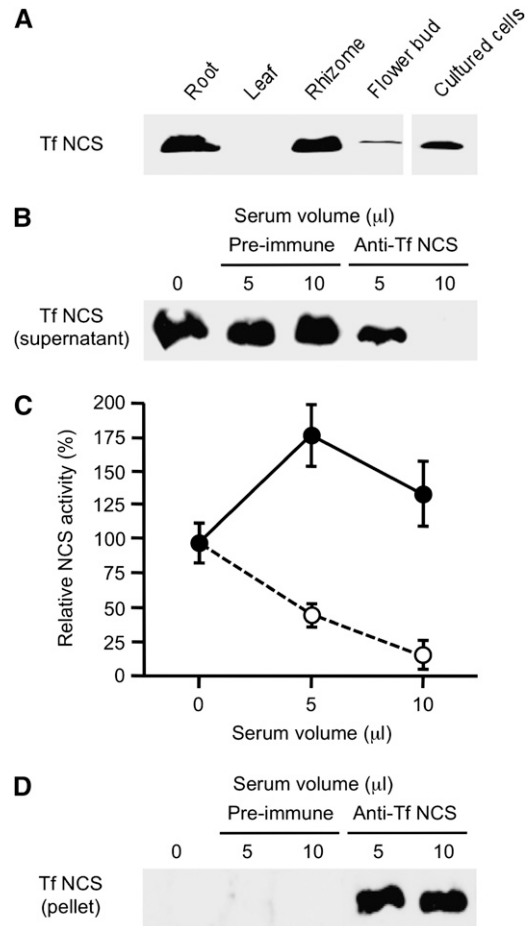 A
Root Leaf Rhizome Flower bud Cultured cells
Tf NCS
B
Serum volume (µl)
Pre-immune Anti-Tf NCS
0 5 10 5 10
Tf NCS
(supernatant)
C
Relative NCS activity (%)
200
175
150
125
100
75
50
25
0
0 5 10
Serum volume (µl)
D
Serum volume (µl)
Pre-immune Anti-Tf NCS
0 5 10 5 10
Tf NCS
(pellet)